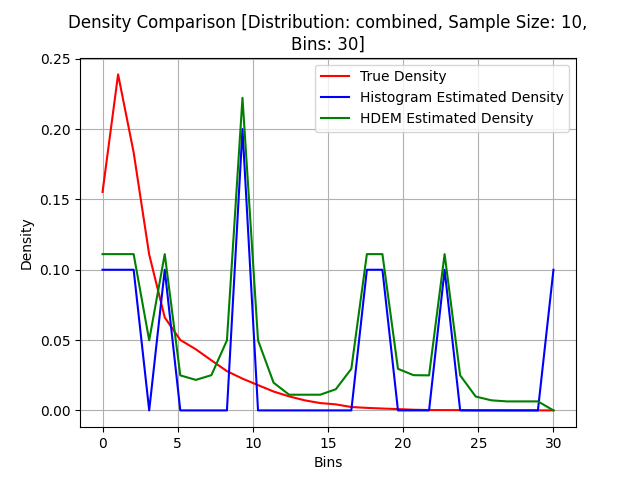 Density Comparison [Distribution: combined, Sample Size: 10,
Bins: 30]
True Density
Histogram Estimated Density
HDEM Estimated Density
Density
0.25
0.20
0.15
0.10
0.05
0.00
0 5 10 15 20 25 30
Bins